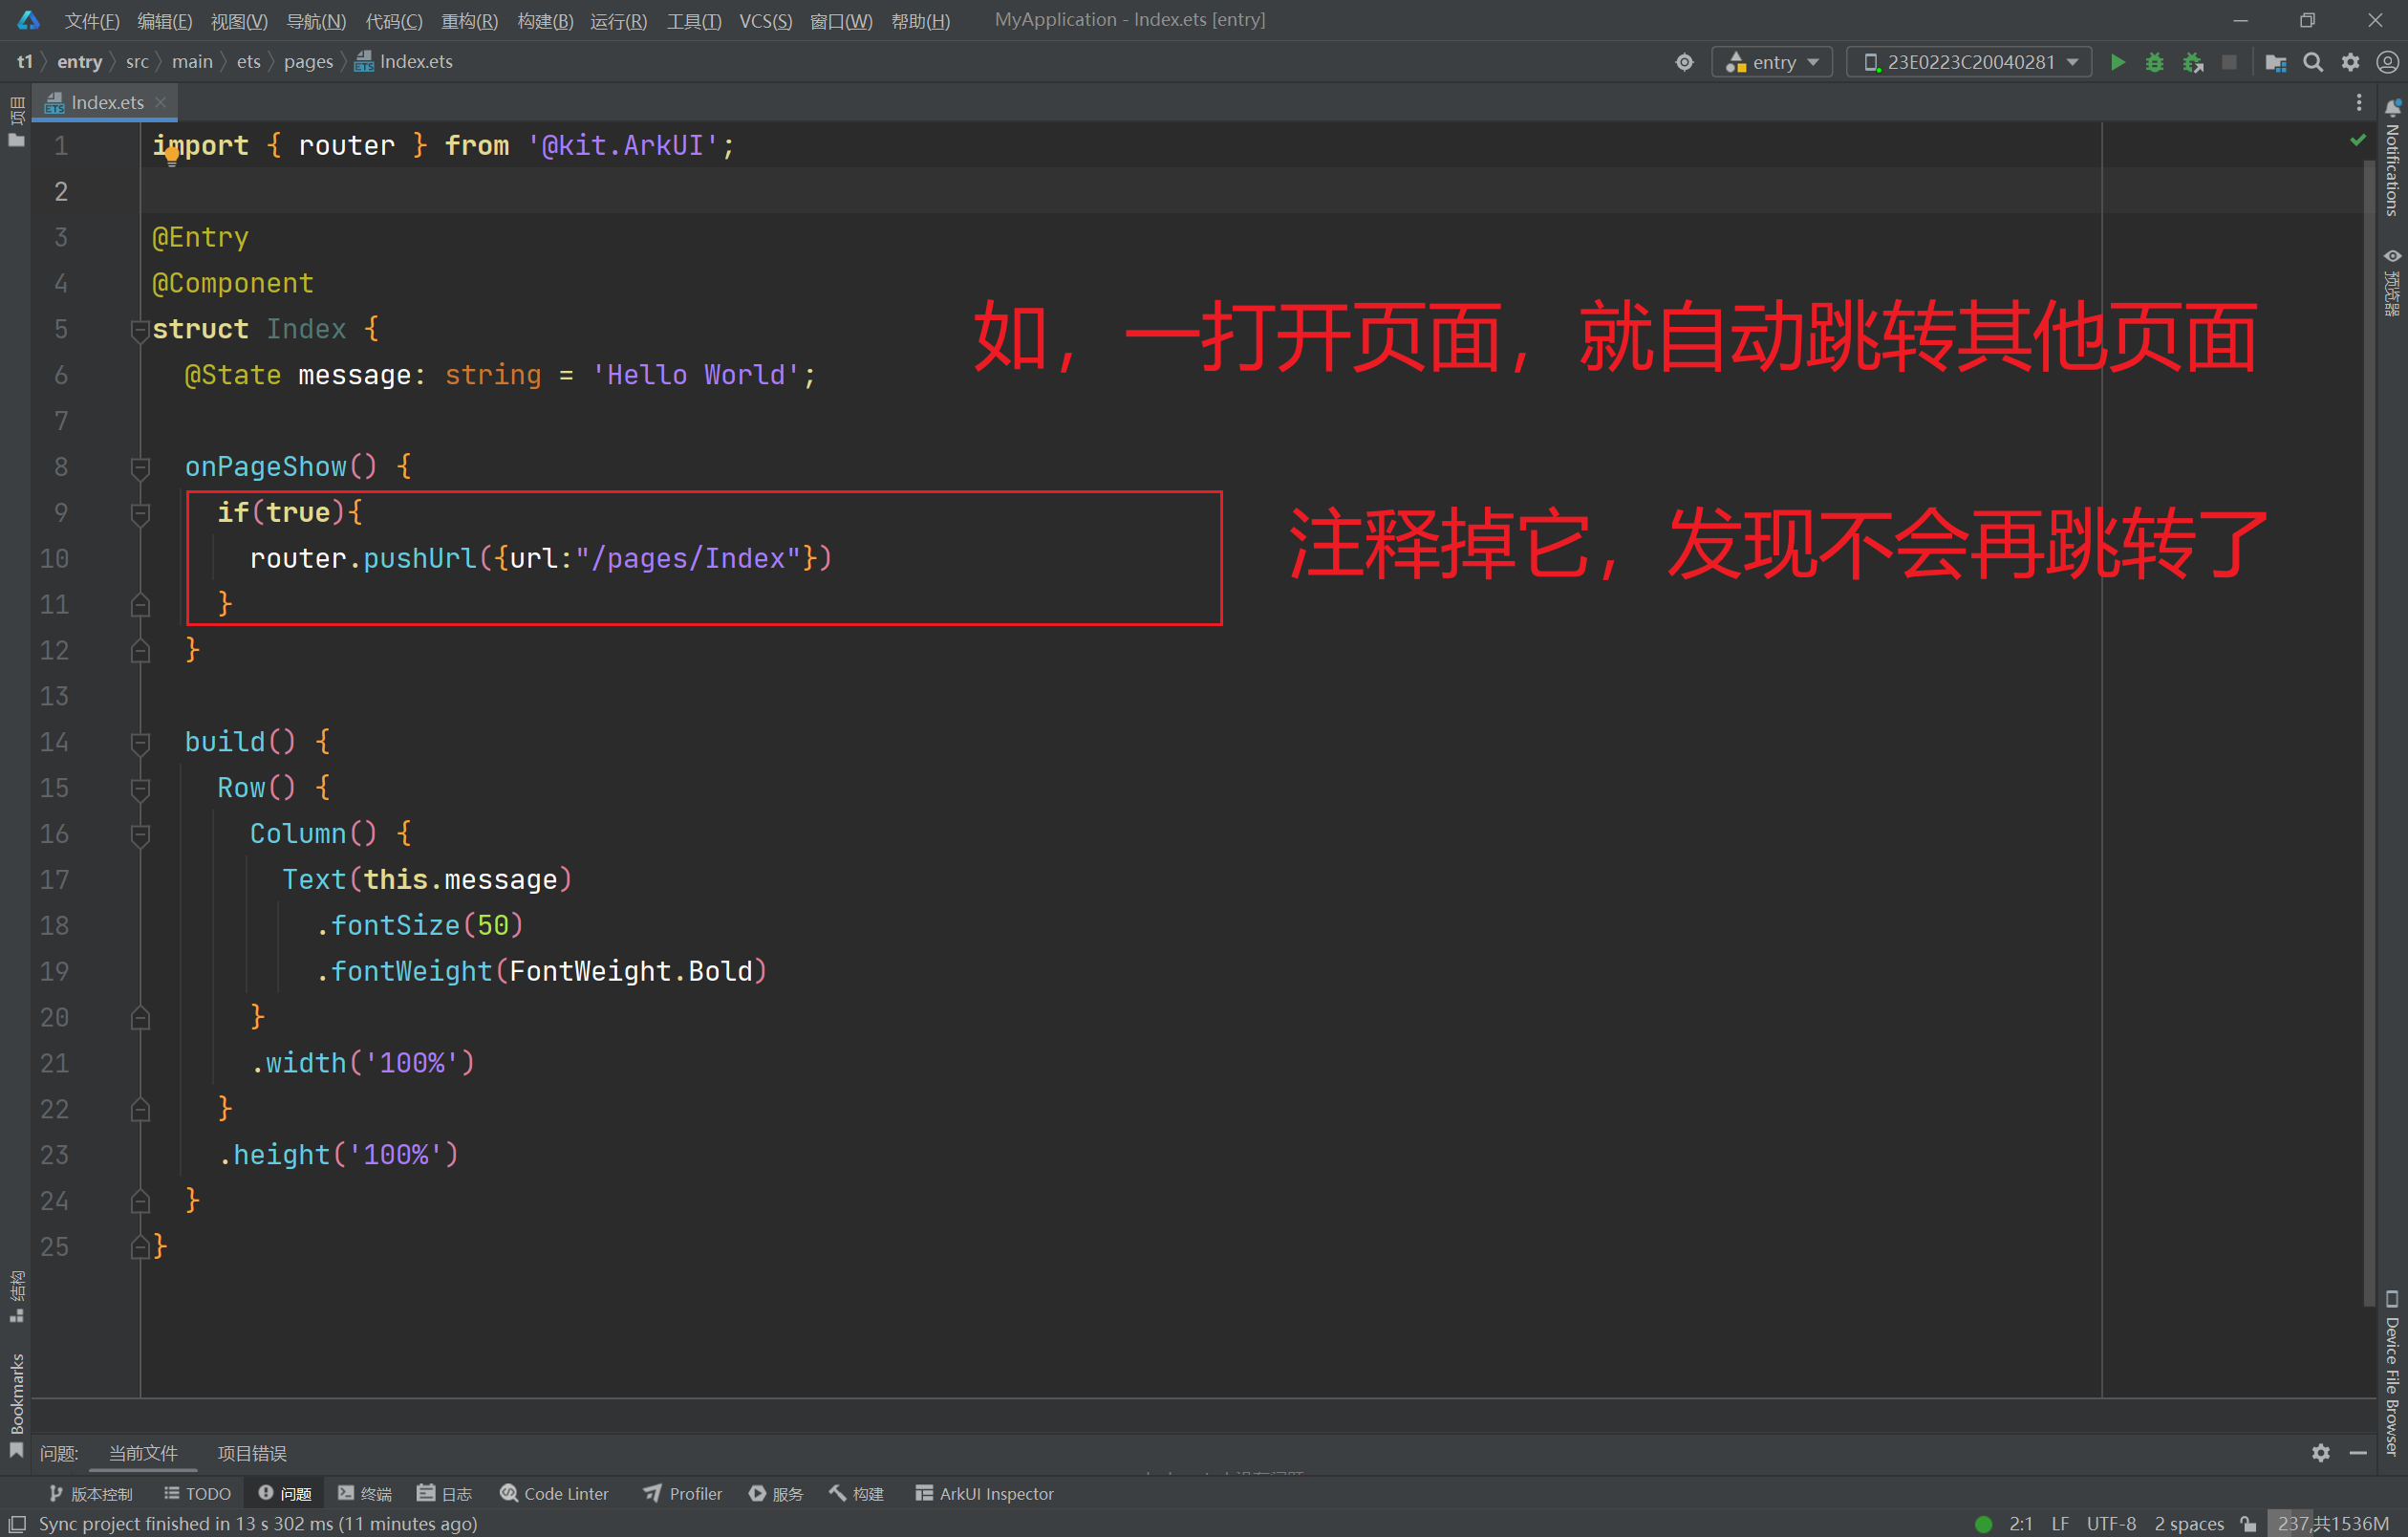 文件(F) 编辑(E) 视图(V) 导航(N) 代码(C) 重构(R) 构建(B) 运行(R) 工具(T) VCS(S) 窗口(W) 帮助(H) MyApplication - Index.ets [entry]
t1 entry src main ets pages Index.ets entry 23E0223C20040281
项目
Index.ets
1 import { router } from '@kit.ArkUI';
2
3 @Entry
4 @Component
5 struct Index {
如，一打开页面，就自动跳转其他页面
6 @State message: string = 'Hello World';
7
8 onPageShow() {
9 if(true){
注释掉它，发现不会再跳转了
10 router.pushUrl({url:"/pages/Index"})
11 }
12 }
13
14 build() {
15 Row() {
16 Column() {
17 Text(this.message)
18 .fontSize(50)
19 .fontWeight(FontWeight.Bold)
20 }
21 .width('100%')
22 }
23 .height('100%')
24 }
25 }
Notifications
预览器
结构
Bookmarks
Device File Browser
问题: 当前文件 项目错误
版本控制 TODO 问题 终端 日志 Code Linter Profiler 服务 构建 ArkUI Inspector
Sync project finished in 13 s 302 ms (11 minutes ago) 2:1 LF UTF-8 2 spaces 237,共1536M